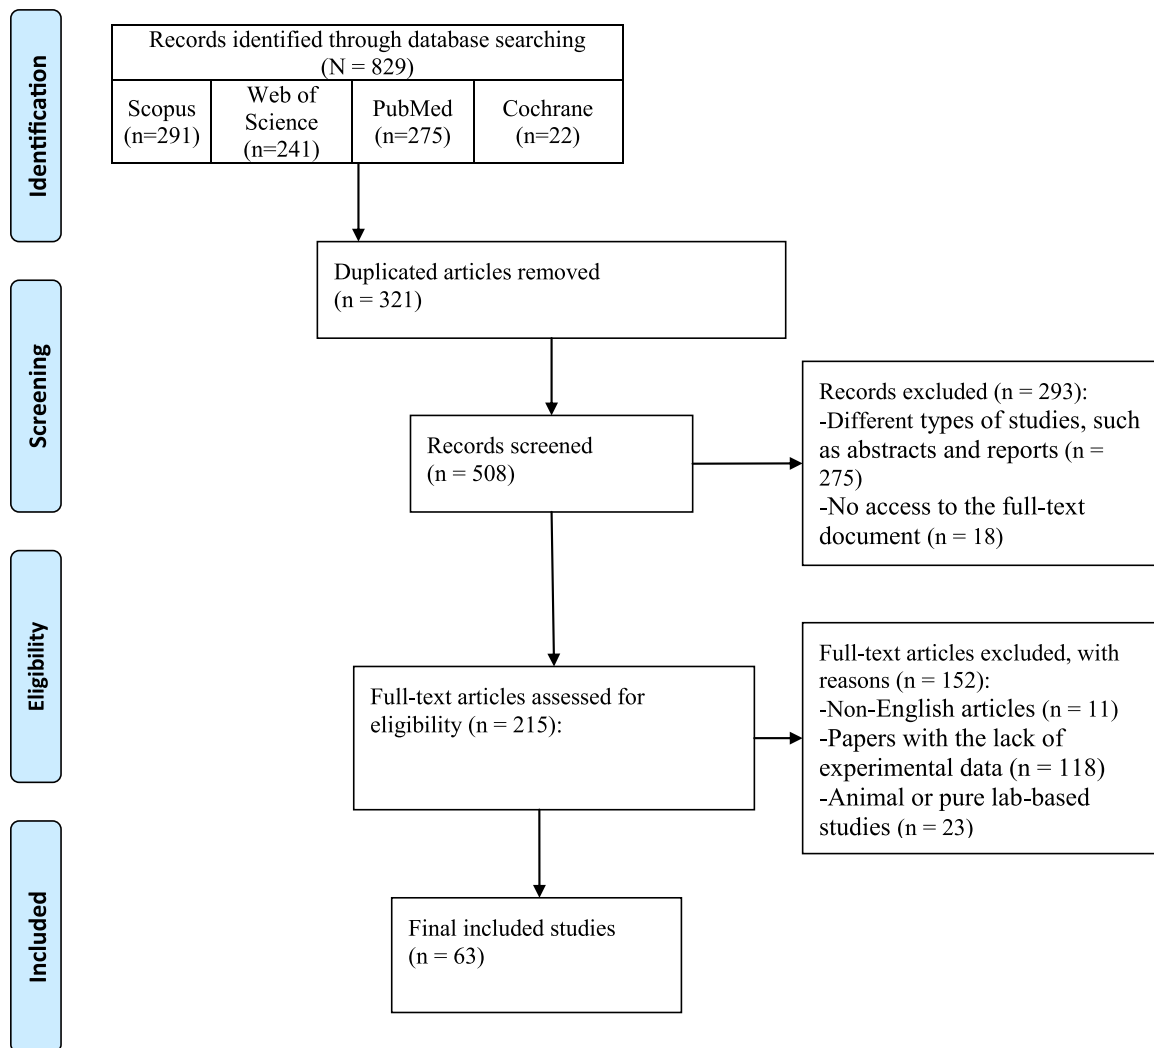 Identification
Records identified through database searching
(N = 829)
Scopus
(n=291)
Web of
Science
(n=241)
PubMed
(n=275)
Cochrane
(n=22)
Duplicated articles removed
(n = 321)
Screening
Records screened
(n = 508)
Records excluded (n = 293):
-Different types of studies, such
as abstracts and reports (n =
275)
-No access to the full-text
document (n = 18)
Eligibility
Full-text articles assessed for
eligibility (n = 215):
Full-text articles excluded, with
reasons (n = 152):
-Non-English articles (n = 11)
-Papers with the lack of
experimental data (n = 118)
-Animal or pure lab-based
studies (n = 23)
Included
Final included studies
(n = 63)